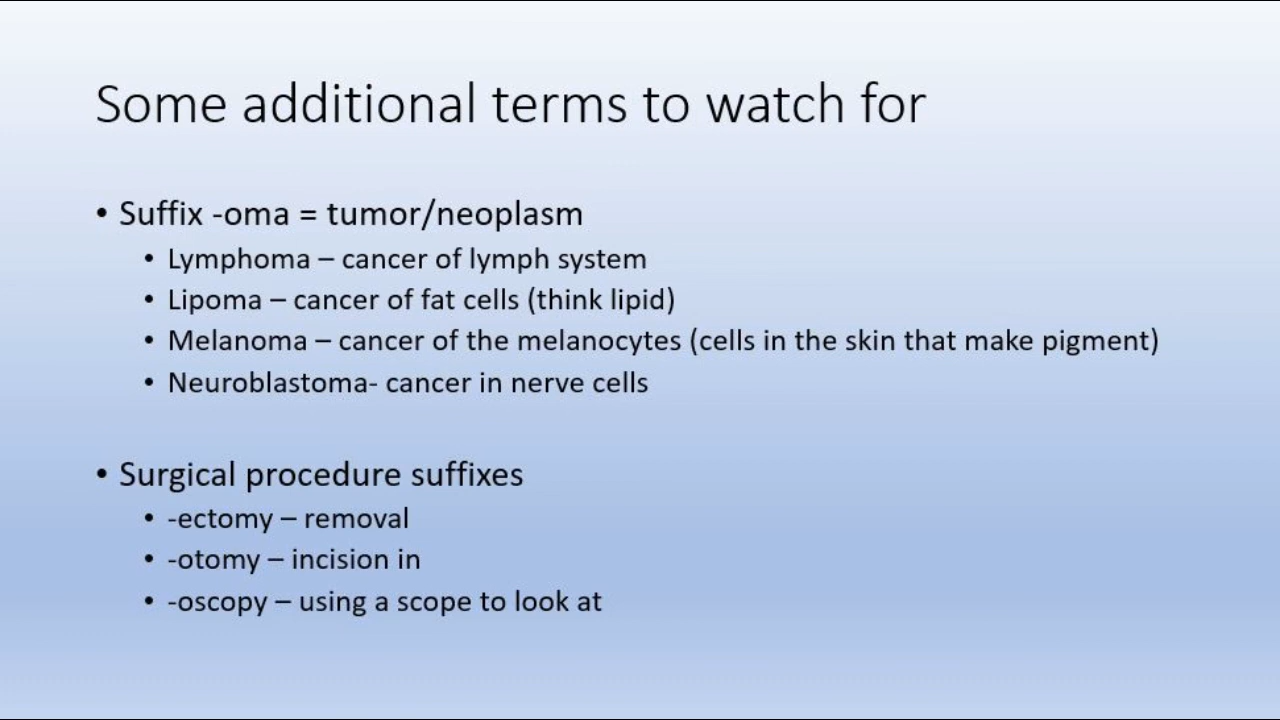 Some additional terms to watch for
• Suffix -oma = tumor/neoplasm
• Lymphoma – cancer of lymph system
• Lipoma – cancer of fat cells (think lipid)
• Melanoma – cancer of the melanocytes (cells in the skin that make pigment)
• Neuroblastoma- cancer in nerve cells
• Surgical procedure suffixes
• -ectomy – removal
• -otomy – incision in
• -oscopy – using a scope to look at